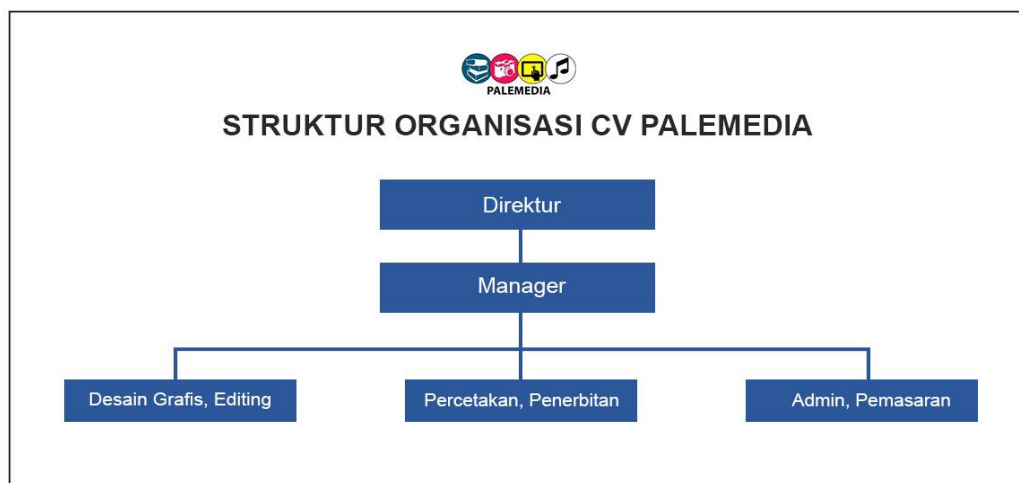 PALEMEDIA
STRUKTUR ORGANISASI CV PALEMEDIA
Direktur
Manager
Desain Grafis, Editing
Percetakan, Penerbitan
Admin, Pemasaran